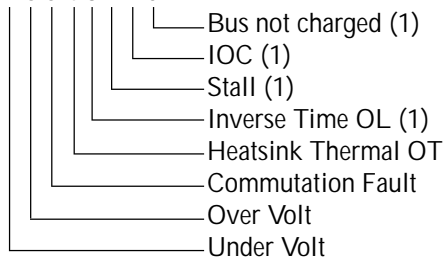 Bus not charged (1)
IOC (1)
Stall (1)
Inverse Time OL (1)
Heatsink Thermal OT
Commutation Fault
Over Volt
Under Volt